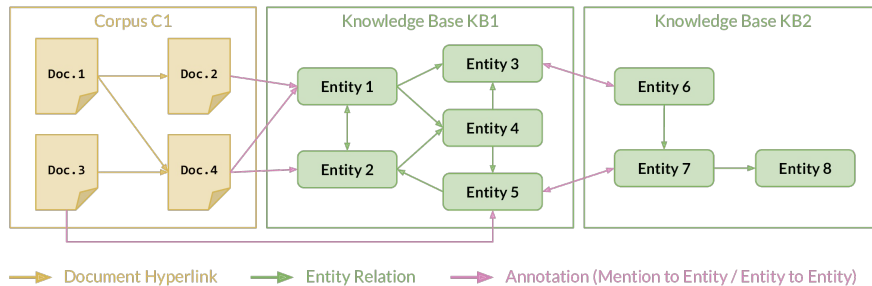 Corpus C1
Knowledge Base KB1
Knowledge Base KB2
Doc.1
Doc.2
Doc.3
Doc.4
Entity 1
Entity 2
Entity 3
Entity 4
Entity 5
Entity 6
Entity 7
Entity 8
Document Hyperlink
Entity Relation
Annotation (Mention to Entity / Entity to Entity)